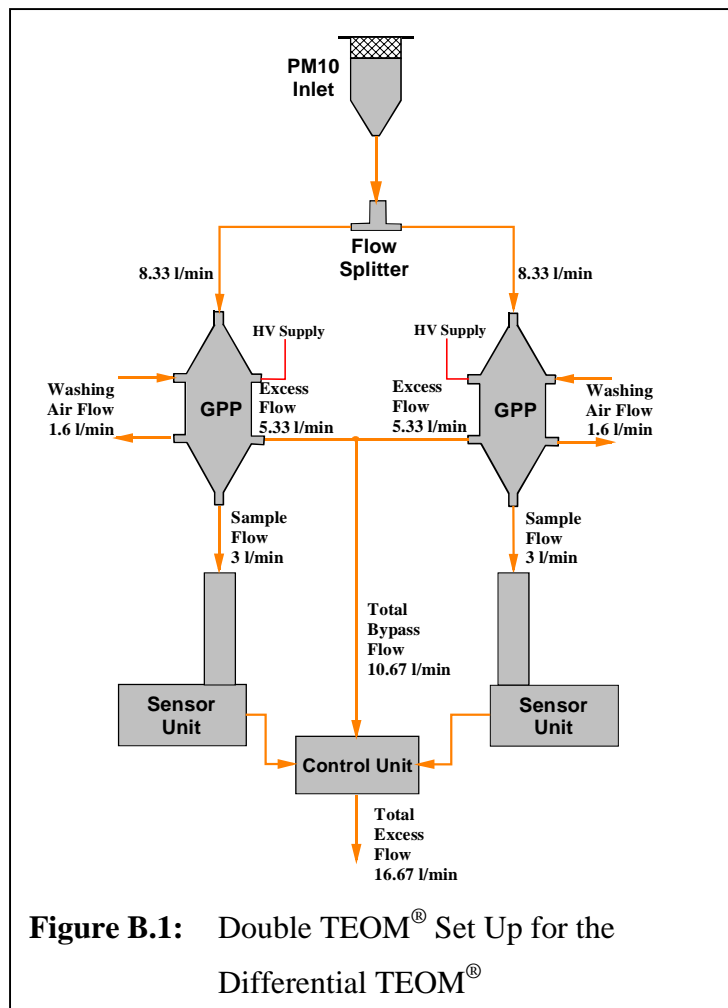 PM10
Inlet
Flow
Splitter
8.33 l/min
8.33 l/min
HV Supply
HV Supply
Washing
Air Flow
1.6 l/min
GPP
Excess
Flow
5.33 l/min
Excess
Flow
5.33 l/min
GPP
Washing
Air Flow
1.6 l/min
Sample
Flow
3 l/min
Sample
Flow
3 l/min
Total
Bypass
Flow
10.67 l/min
Sensor
Unit
Sensor
Unit
Control Unit
Total
Excess
Flow
16.67 l/min
Figure B.1: Double TEOM® Set Up for the
Differential TEOM®